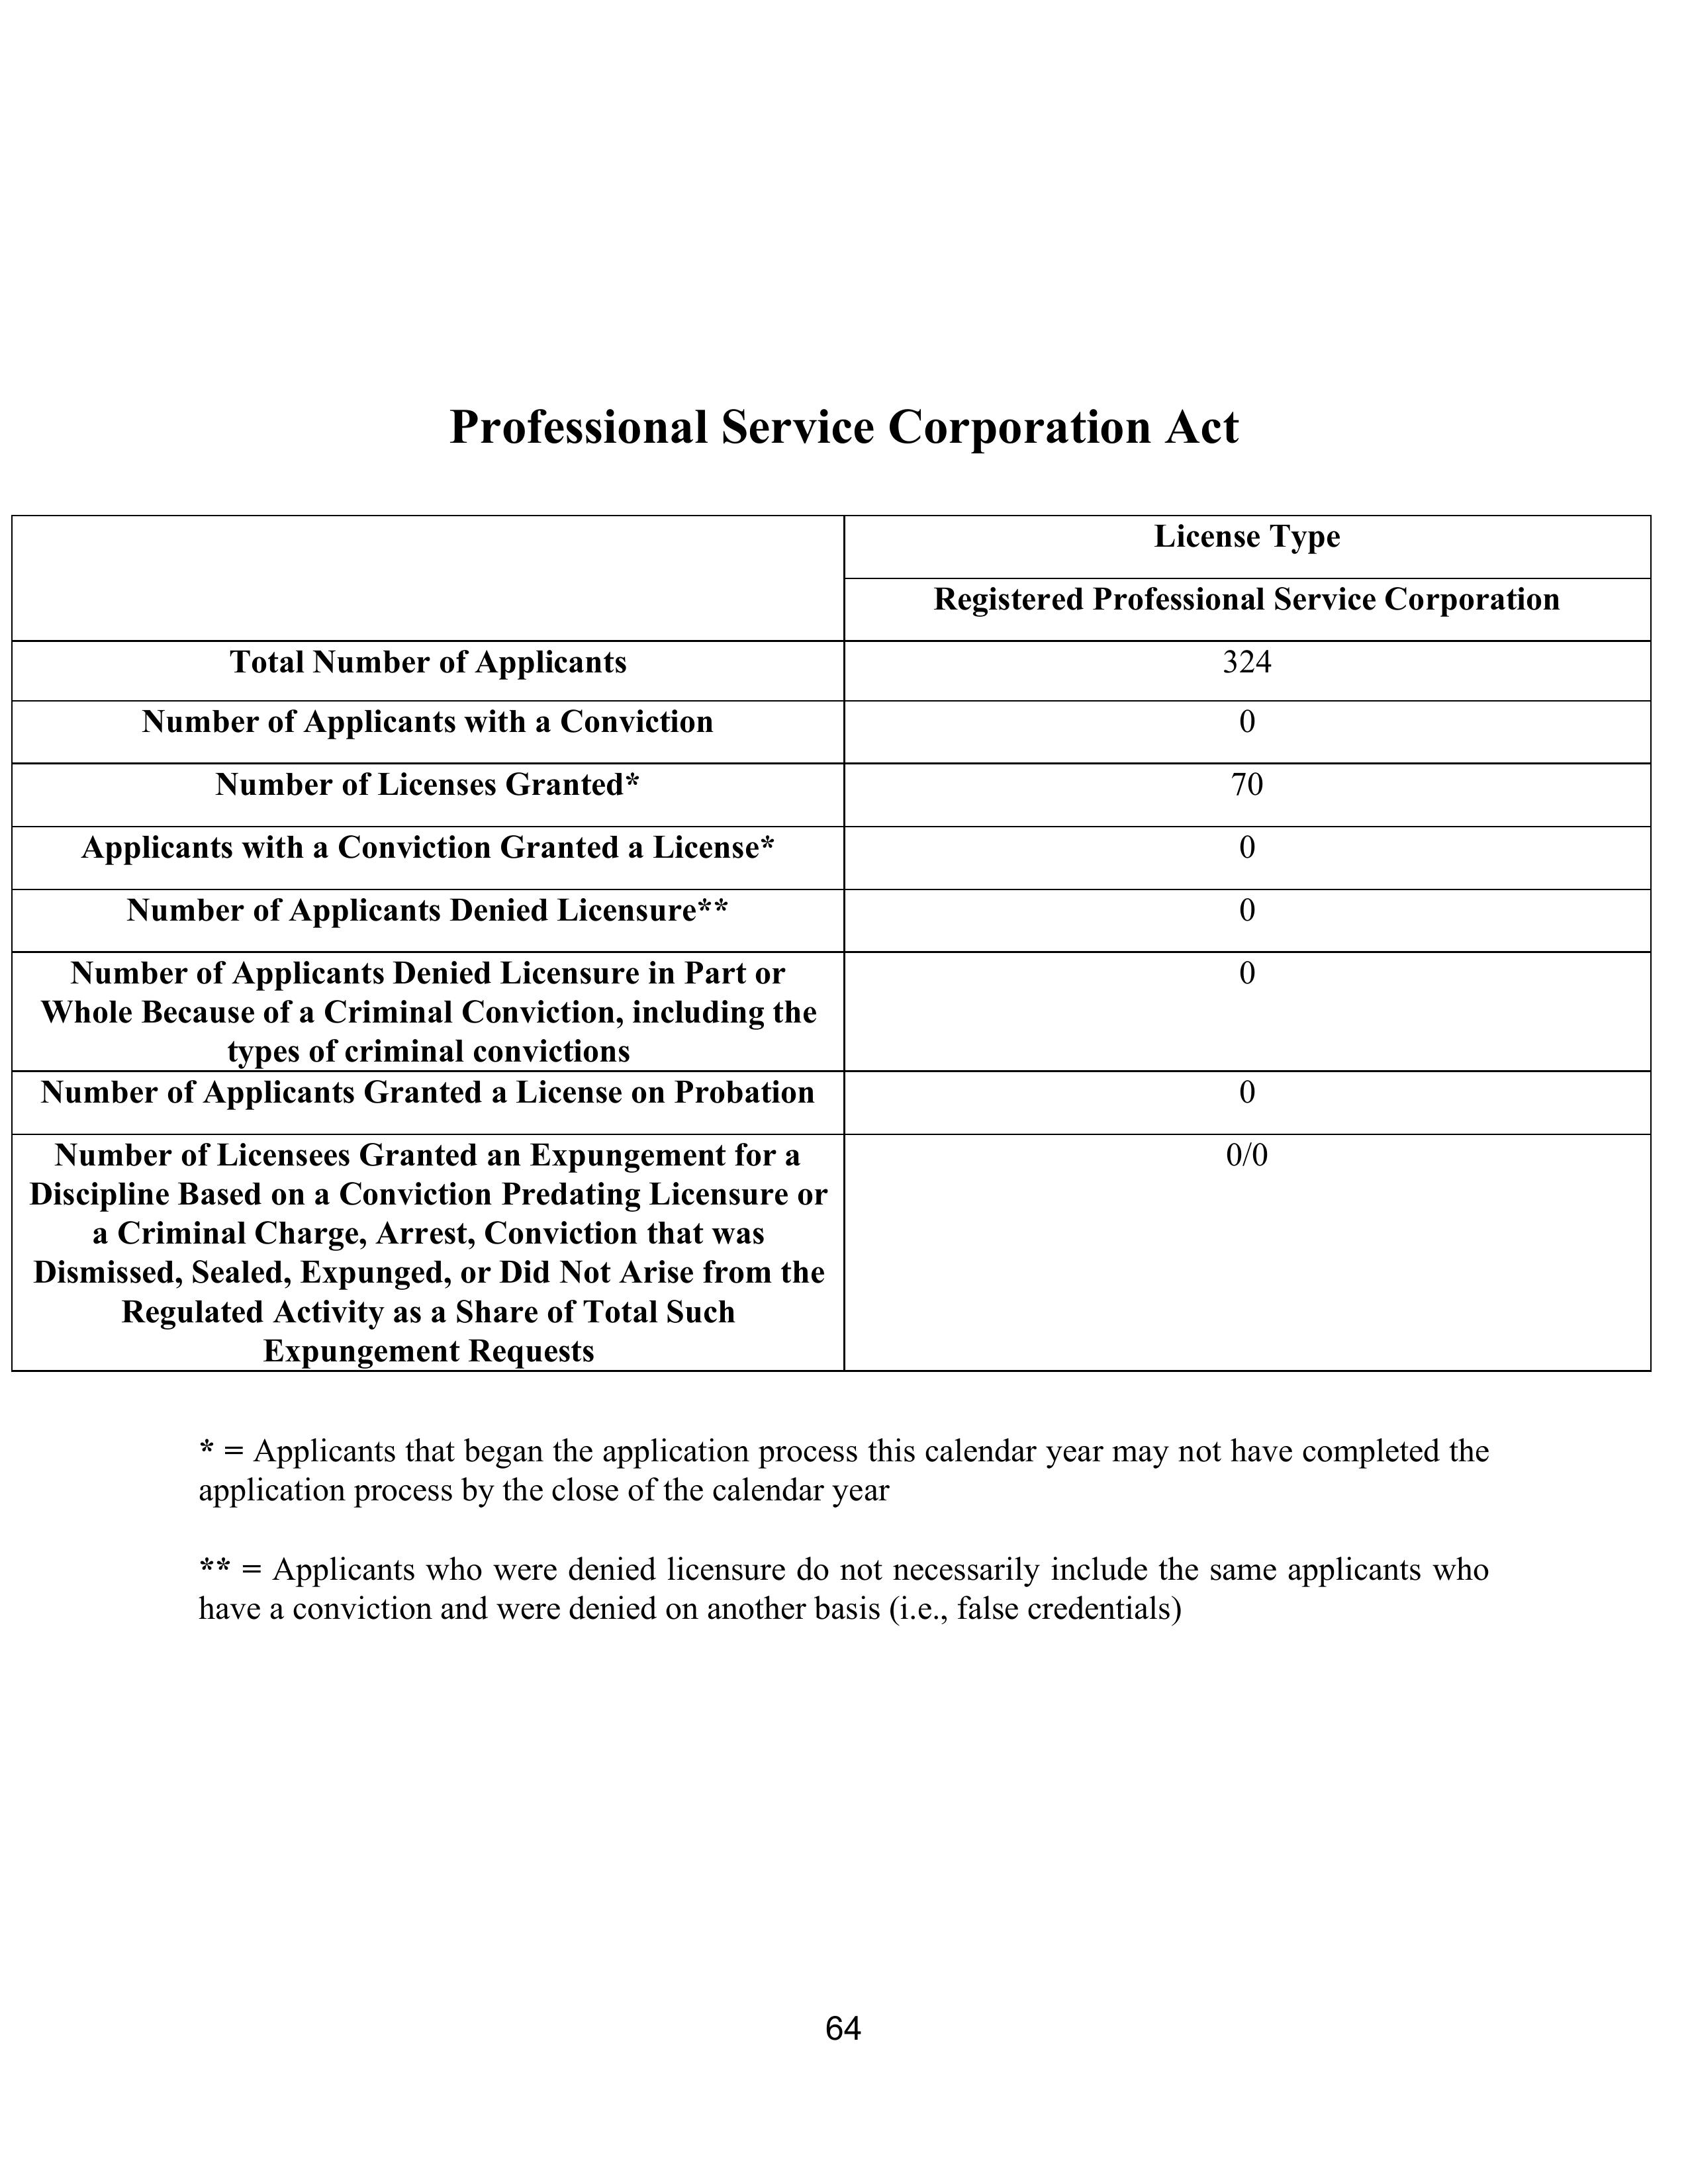 Professional Service Corporation Act
License Type
Registered Professional Service Corporation
Total Number of Applicants
324
Number of Applicants with a Conviction
0
Number of Licenses Granted*
70
Applicants with a Conviction Granted a License*
0
Number of Applicants Denied Licensure**
0
Number of Applicants Denied Licensure in Part or
Whole Because of a Criminal Conviction, including the
types of criminal convictions
0
Number of Applicants Granted a License on Probation
0
Number of Licensees Granted an Expungement for a
Discipline Based on a Conviction Predating Licensure or
a Criminal Charge, Arrest, Conviction that was
Dismissed, Sealed, Expunged, or Did Not Arise from the
Regulated Activity as a Share of Total Such
Expungement Requests
0/0
* = Applicants that began the application process this calendar year may not have completed the
application process by the close of the calendar year
** = Applicants who were denied licensure do not necessarily include the same applicants who
have a conviction and were denied on another basis (i.e., false credentials)
64